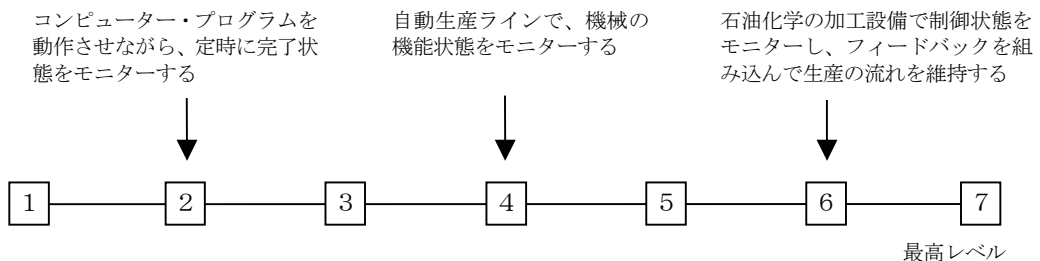 コンピューター・プログラムを
動作させながら、定時に完了状
態をモニターする
自動生産ラインで、機械の
機能状態をモニターする
石油化学の加工設備で制御状態を
モニターし、フィードバックを組
み込んで生産の流れを維持する
1 2 3 4 5 6 7
最高レベル